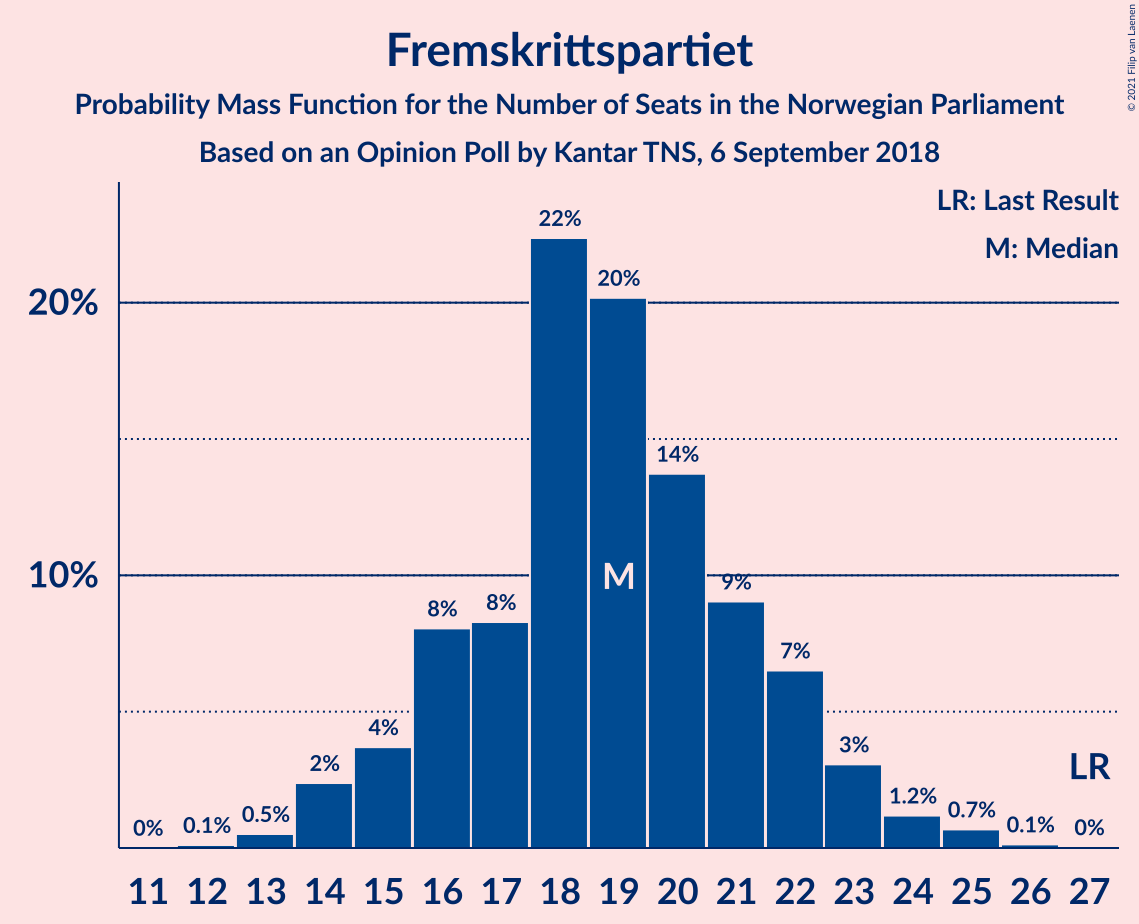 Fremskrittspartiet
Probability Mass Function for the Number of Seats in the Norwegian Parliament
Based on an Opinion Poll by Kantar TNS, 6 September 2018
© 2021 Filip van Laenen
LR: Last Result
M: Median
20%
10%
0% 0.1% 0.5% 2% 4% 8% 8% 22% 20% 14% 9% 7% 3% 1.2% 0.7% 0.1% 0%
M
LR
11 12 13 14 15 16 17 18 19 20 21 22 23 24 25 26 27